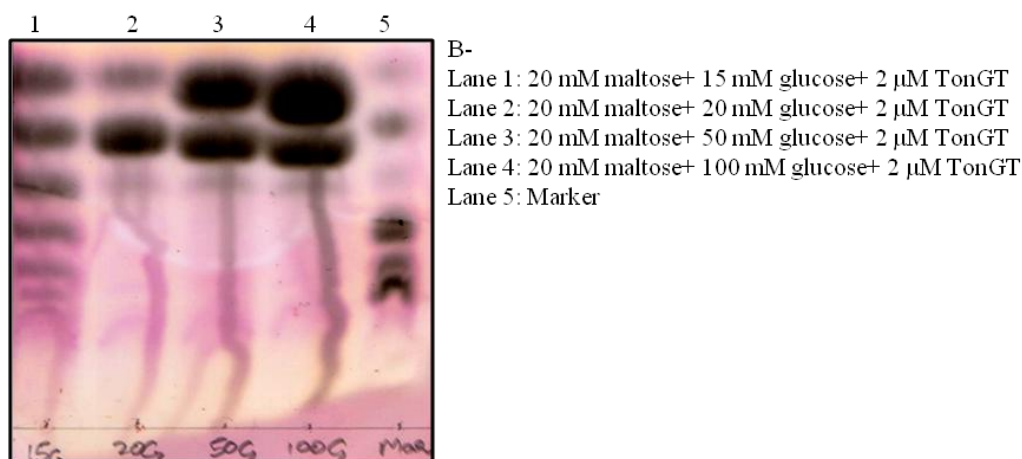 1 2 3 4 5
B-
Lane 1: 20 mM maltose+ 15 mM glucose+ 2 µM TonGT
Lane 2: 20 mM maltose+ 20 mM glucose+ 2 µM TonGT
Lane 3: 20 mM maltose+ 50 mM glucose+ 2 µM TonGT
Lane 4: 20 mM maltose+ 100 mM glucose+ 2 µM TonGT
Lane 5: Marker
15G 20G 50G 100G Mar